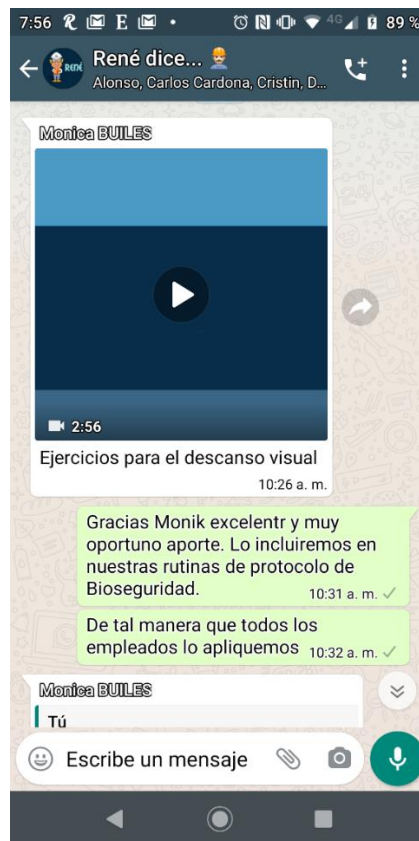 7:56
4G
89 %
René dice...
Alonso, Carlos Cardona, Cristin, D...
RENÉ
Monica BUILES
2:56
Ejercicios para el descanso visual
10:26 a. m.
Gracias Monik excelentr y muy
oportuno aporte. Lo incluiremos en
nuestras rutinas de protocolo de
Bioseguridad.
10:31 a. m.
De tal manera que todos los
empleados lo apliquemos
10:32 a. m.
Monica BUILES
Tú
Escribe un mensaje